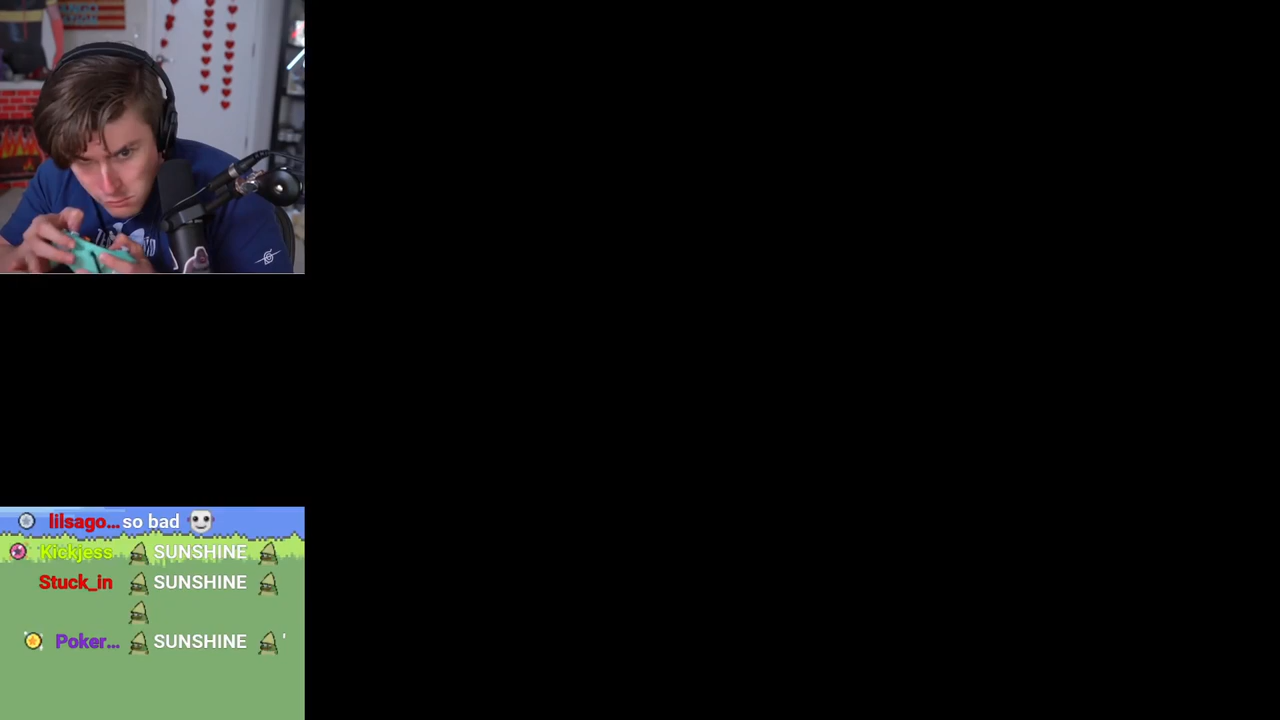 lilsago... so bad
Kickjess SUNSHINE
Stuck_in SUNSHINE
Poker... SUNSHINE '